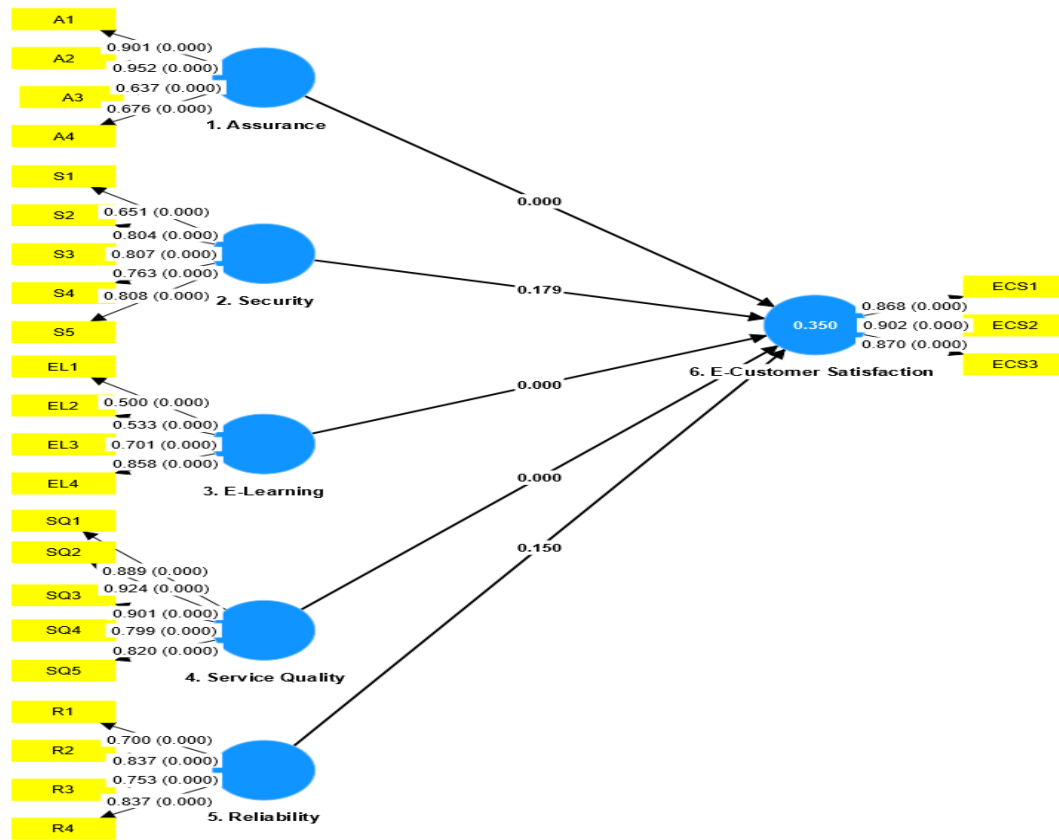 A1
0.901 (0.000)
A2
0.952 (0.000)
A3
0.637 (0.000)
A4
0.676 (0.000)
1. Assurance
S1
0.651 (0.000)
S2
0.804 (0.000)
S3
0.807 (0.000)
S4
0.763 (0.000)
S5
0.808 (0.000)
2. Security
EL1
0.500 (0.000)
EL2
0.533 (0.000)
EL3
0.701 (0.000)
EL4
0.858 (0.000)
3. E-Learning
SQ1
0.889 (0.000)
SQ2
0.924 (0.000)
SQ3
0.901 (0.000)
SQ4
0.799 (0.000)
SQ5
0.820 (0.000)
4. Service Quality
R1
0.700 (0.000)
R2
0.837 (0.000)
R3
0.753 (0.000)
R4
0.837 (0.000)
5. Reliability
0.000
0.179
0.000
0.000
0.150
0.350
6. E-Customer Satisfaction
0.868 (0.000)
0.902 (0.000)
0.870 (0.000)
ECS1
ECS2
ECS3